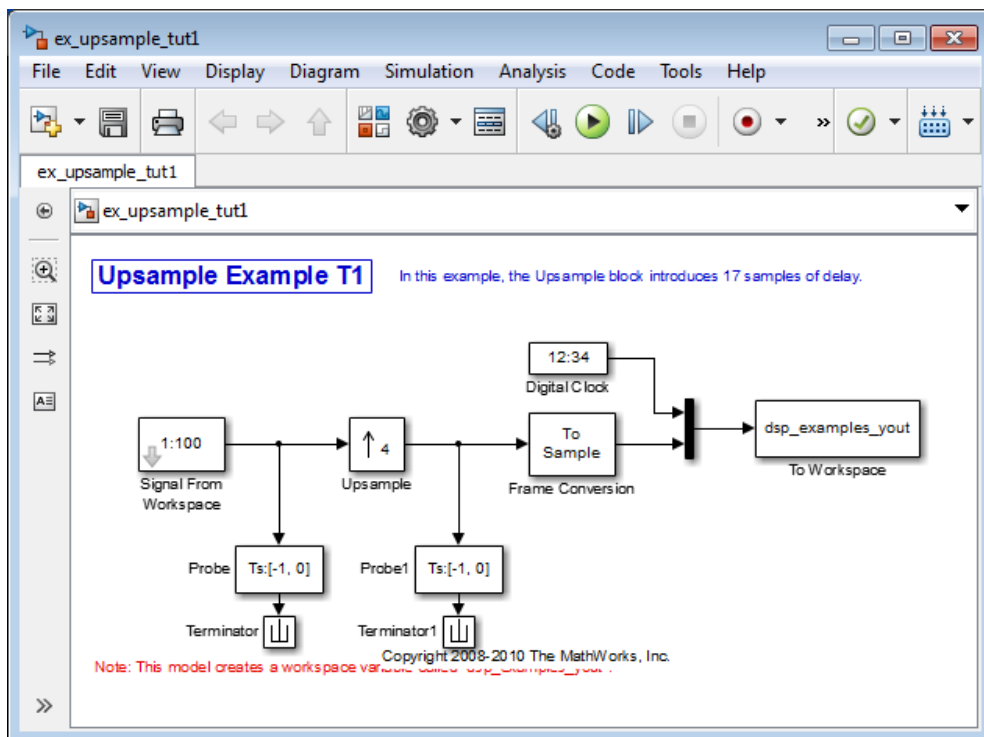 ex_upsample_tut1
File Edit View Display Diagram Simulation Analysis Code Tools Help
»
ex_upsample_tut1
ex_upsample_tut1
Upsample Example T1
In this example, the Upsample block introduces 17 samples of delay.
12:34
Digital Clock
1:100
Signal From
Workspace
4
Upsample
To
Sample
Frame Conversion
dsp_examples_yout
To Workspace
Probe
Ts:[-1, 0]
Probe1
Ts:[-1, 0]
Terminator
Terminator1
Copyright 2008-2010 The MathWorks, Inc.
Note: This model creates a workspace variable called "dsp_examples_yout".